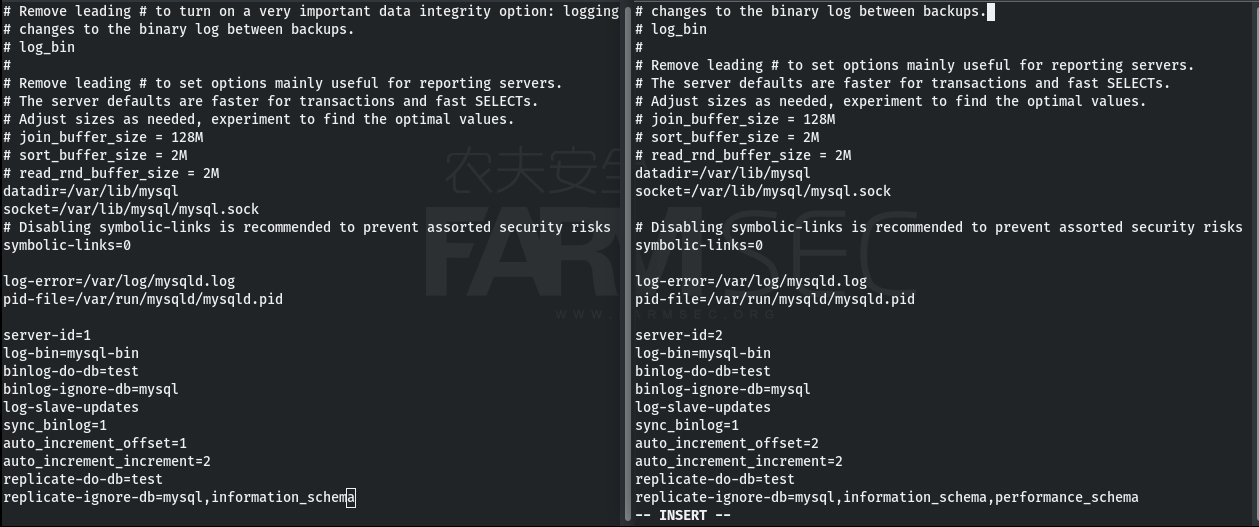 # Remove leading # to turn on a very important data integrity option: logging
# changes to the binary log between backups.
# log_bin
#
# Remove leading # to set options mainly useful for reporting servers.
# The server defaults are faster for transactions and fast SELECTs.
# Adjust sizes as needed, experiment to find the optimal values.
# join_buffer_size = 128M
# sort_buffer_size = 2M
# read_rnd_buffer_size = 2M
datadir=/var/lib/mysql
socket=/var/lib/mysql/mysql.sock
# Disabling symbolic-links is recommended to prevent assorted security risks
symbolic-links=0
log-error=/var/log/mysqld.log
pid-file=/var/run/mysqld/mysqld.pid
server-id=1
log-bin=mysql-bin
binlog-do-db=test
binlog-ignore-db=mysql
log-slave-updates
sync_binlog=1
auto_increment_offset=1
auto_increment_increment=2
replicate-do-db=test
replicate-ignore-db=mysql,information_schema
# changes to the binary log between backups.
# log_bin
#
# Remove leading # to set options mainly useful for reporting servers.
# The server defaults are faster for transactions and fast SELECTs.
# Adjust sizes as needed, experiment to find the optimal values.
# join_buffer_size = 128M
# sort_buffer_size = 2M
# read_rnd_buffer_size = 2M
datadir=/var/lib/mysql
socket=/var/lib/mysql/mysql.sock
# Disabling symbolic-links is recommended to prevent assorted security risks
symbolic-links=0
log-error=/var/log/mysqld.log
pid-file=/var/run/mysqld/mysqld.pid
server-id=2
log-bin=mysql-bin
binlog-do-db=test
binlog-ignore-db=mysql
log-slave-updates
sync_binlog=1
auto_increment_offset=2
auto_increment_increment=2
replicate-do-db=test
replicate-ignore-db=mysql,information_schema,performance_schema
-- INSERT --
农夫安全
FARMSEC